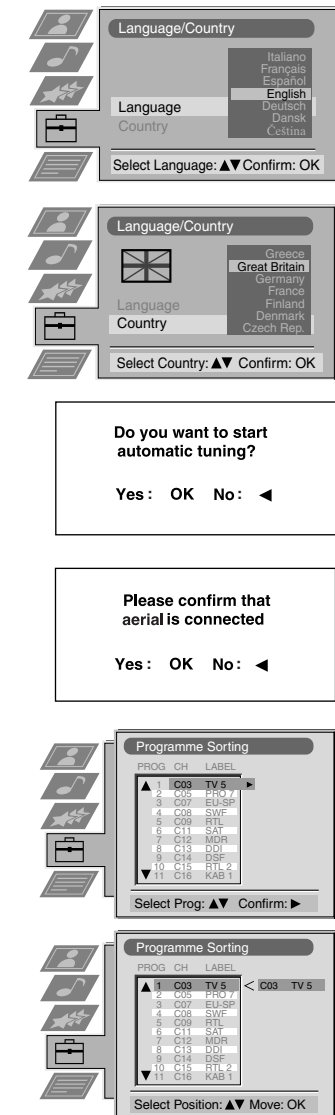 Language/Country
Italiano
Français
Español
English
Language Deutsch
Country Dansk
Čeština
Select Language: ▲▼ Confirm: OK
Language/Country
Greece
Great Britain
Germany
Language France
Country Finland
Denmark
Czech Rep.
Select Country: ▲▼ Confirm: OK
Do you want to start
automatic tuning?
Yes : OK No : ◀
Please confirm that
aerial is connected
Yes : OK No : ◀
Programme Sorting
PROG CH LABEL
▲ 1 C03 TV 5 ▶
2 C05 PRO 7
3 C07 EU-SP
4 C08 SWF
5 C09 RTL
6 C11 SAT
7 C12 MDR
8 C13 DDI
9 C14 DSF
10 C15 RTL 2
▼ 11 C16 KAB 1
Select Prog: ▲▼ Confirm: ▶
Programme Sorting
PROG CH LABEL
▲ 1 C03 TV 5 < C03 TV 5
2 C05 PRO 7
3 C07 EU-SP
4 C08 SWF
5 C09 RTL
6 C11 SAT
7 C12 MDR
8 C13 DDI
9 C14 DSF
10 C15 RTL 2
▼ 11 C16 KAB 1
Select Position: ▲▼ Move: OK